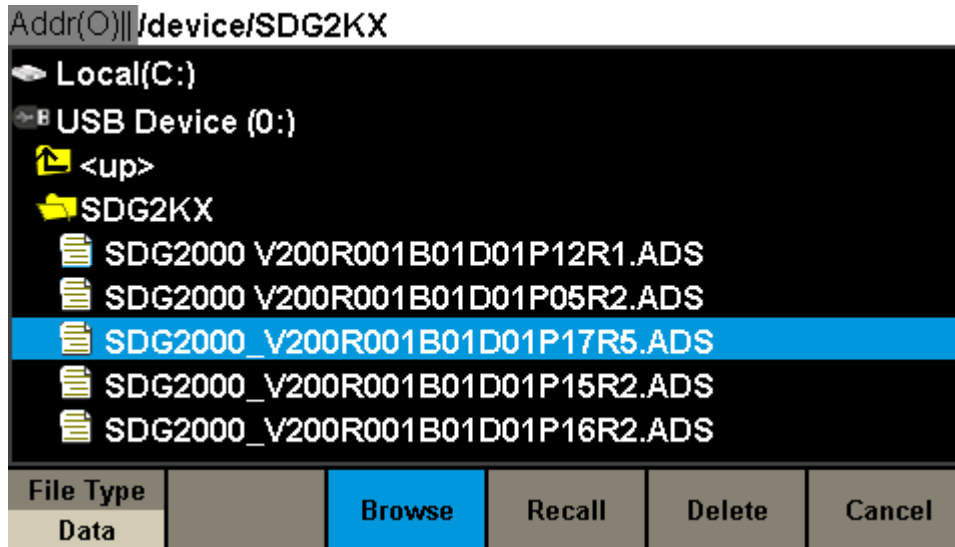 Addr(O)|| /device/SDG2KX
Local(C:)
USB Device (0:)
<up>
SDG2KX
SDG2000 V200R001B01D01P12R1.ADS
SDG2000 V200R001B01D01P05R2.ADS
SDG2000_V200R001B01D01P17R5.ADS
SDG2000_V200R001B01D01P15R2.ADS
SDG2000_V200R001B01D01P16R2.ADS
File Type
Data
Browse
Recall
Delete
Cancel